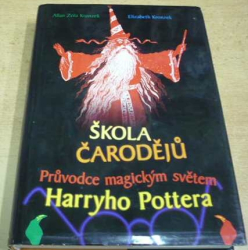 Allan Zola Kronzek Elizabeth Kronzek
ŠKOLA
ČARODĚJŮ
Průvodce magickým světem
Harryho Pottera